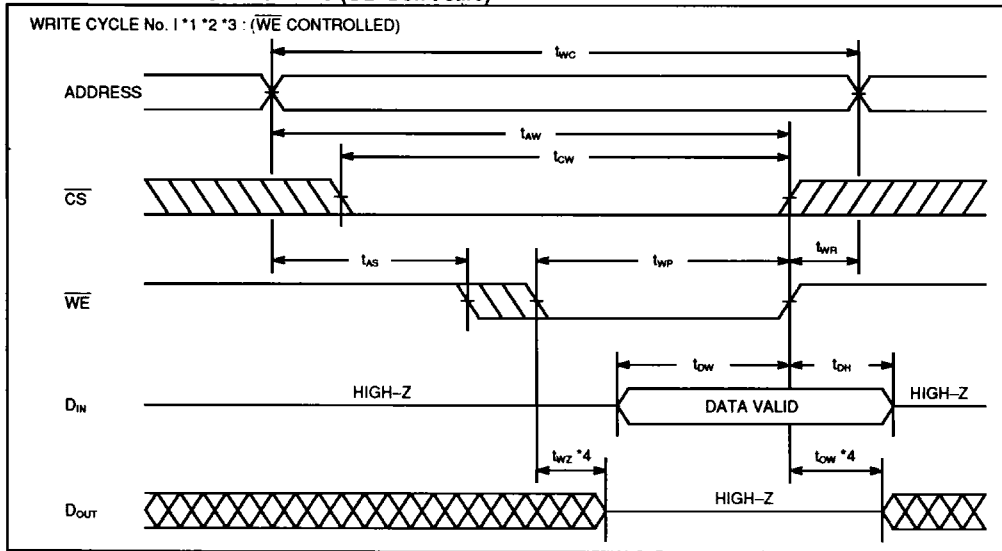 WRITE CYCLE No. I *1 *2 *3 : (WE CONTROLLED)
tWC
ADDRESS
tAW
tCW
CS
tAS
tWP
tWR
WE
tDW
tDH
HIGH–Z
DIN
DATA VALID
HIGH–Z
tWZ *4
tOW *4
HIGH–Z
DOUT